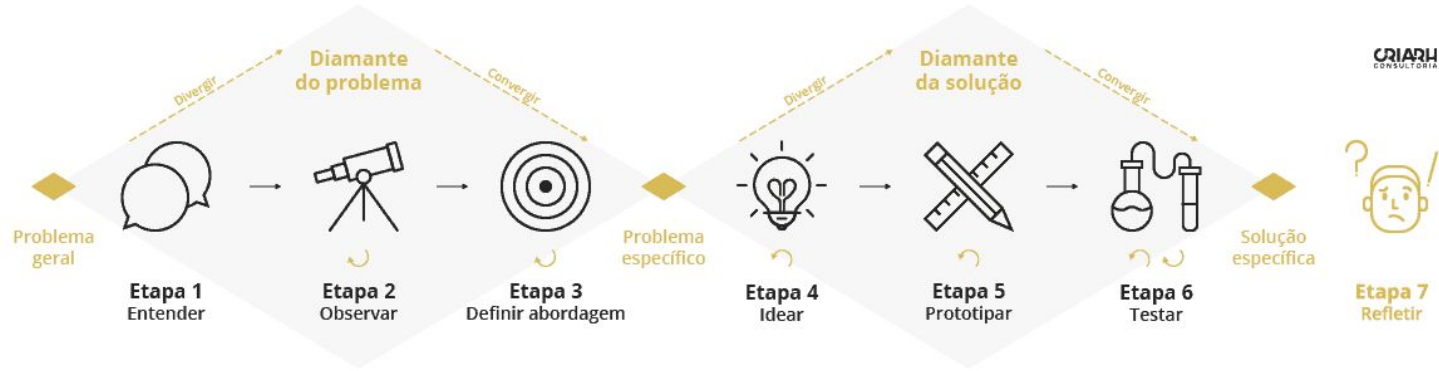 Diamante
do problema
Divergir
Convergir
Diamante
da solução
Divergir
Convergir
CRIARH
CONSULTORIA
Problema
geral
Problema
específico
Solução
específica
?
!
Etapa 1
Entender
Etapa 2
Observar
Etapa 3
Definir abordagem
Etapa 4
Idear
Etapa 5
Prototipar
Etapa 6
Testar
Etapa 7
Refletir